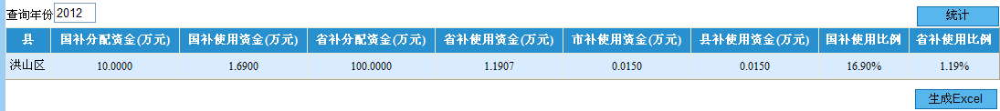 查询年份 2012 统计
县 国补分配资金(万元) 国补使用资金(万元) 省补分配资金(万元) 省补使用资金(万元) 市补使用资金(万元) 县补使用资金(万元) 国补使用比例 省补使用比例
洪山区 10.0000 1.6900 100.0000 1.1907 0.0150 0.0150 16.90% 1.19%
生成Excel